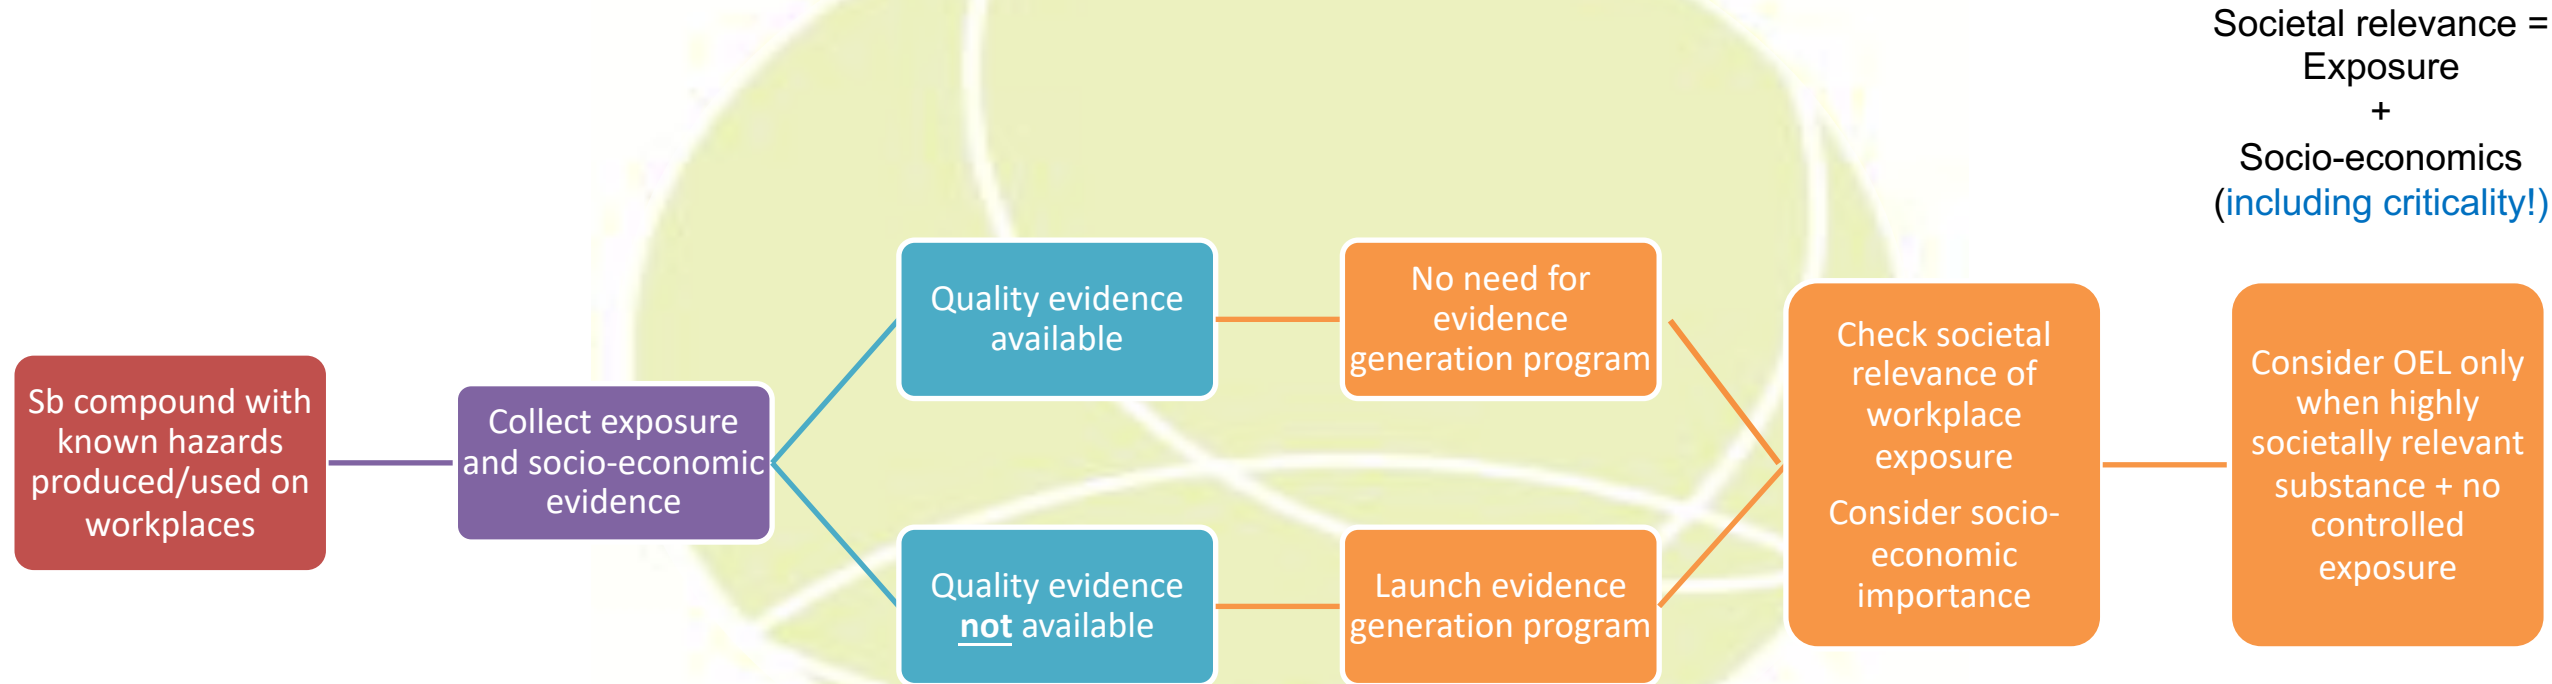 Societal relevance =
Exposure
+
Socio-economics
(including criticality!)
Sb compound with
known hazards
produced/used on
workplaces
Collect exposure
and socio-economic
evidence
Quality evidence
available
Quality evidence
not available
No need for
evidence
generation program
Launch evidence
generation program
Check societal
relevance of
workplace
exposure
Consider socio-
economic
importance
Consider OEL only
when highly
societally relevant
substance + no
controlled
exposure